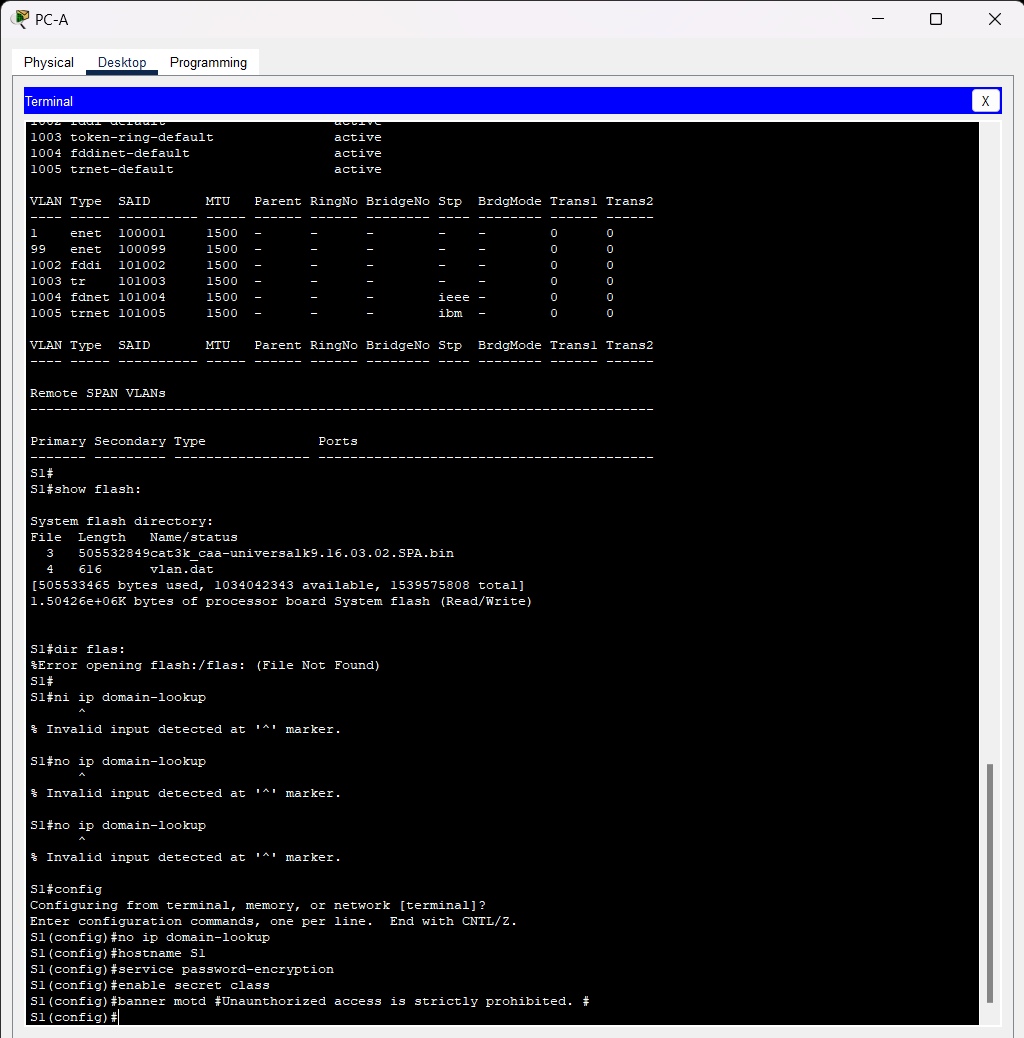 PC-A
Physical Desktop Programming
Terminal X
1002 fddi-default active
1003 token-ring-default active
1004 fddinet-default active
1005 trnet-default active
VLAN Type SAID MTU Parent RingNo BridgeNo Stp BrdgMode Trans1 Trans2
---- ----- ---------- ----- ------ ------ -------- ---- -------- ------ ------
1 enet 100001 1500 - - - - - 0 0
99 enet 100099 1500 - - - - - 0 0
1002 fddi 101002 1500 - - - - - 0 0
1003 tr 101003 1500 - - - - - 0 0
1004 fdnet 101004 1500 - - - ieee - 0 0
1005 trnet 101005 1500 - - - ibm - 0 0
VLAN Type SAID MTU Parent RingNo BridgeNo Stp BrdgMode Trans1 Trans2
---- ----- ---------- ----- ------ ------ -------- ---- -------- ------ ------
Remote SPAN VLANs
------------------------------------------------------------------------------
Primary Secondary Type Ports
------- --------- ----------------- ------------------------------------------
S1#
S1#show flash:
System flash directory:
File Length Name/status
3 505532849cat3k_caa-universalk9.16.03.02.SPA.bin
4 616 vlan.dat
[505533465 bytes used, 1034042343 available, 1539575808 total]
1.50426e+06K bytes of processor board System flash (Read/Write)
S1#dir flas:
%Error opening flash:/flas: (File Not Found)
S1#
S1#ni ip domain-lookup
^
% Invalid input detected at '^' marker.
S1#no ip domain-lookup
^
% Invalid input detected at '^' marker.
S1#no ip domain-lookup
^
% Invalid input detected at '^' marker.
S1#config
Configuring from terminal, memory, or network [terminal]?
Enter configuration commands, one per line. End with CNTL/Z.
S1(config)#no ip domain-lookup
S1(config)#hostname S1
S1(config)#service password-encryption
S1(config)#enable secret class
S1(config)#banner motd #Unaunthorized access is strictly prohibited. #
S1(config)#